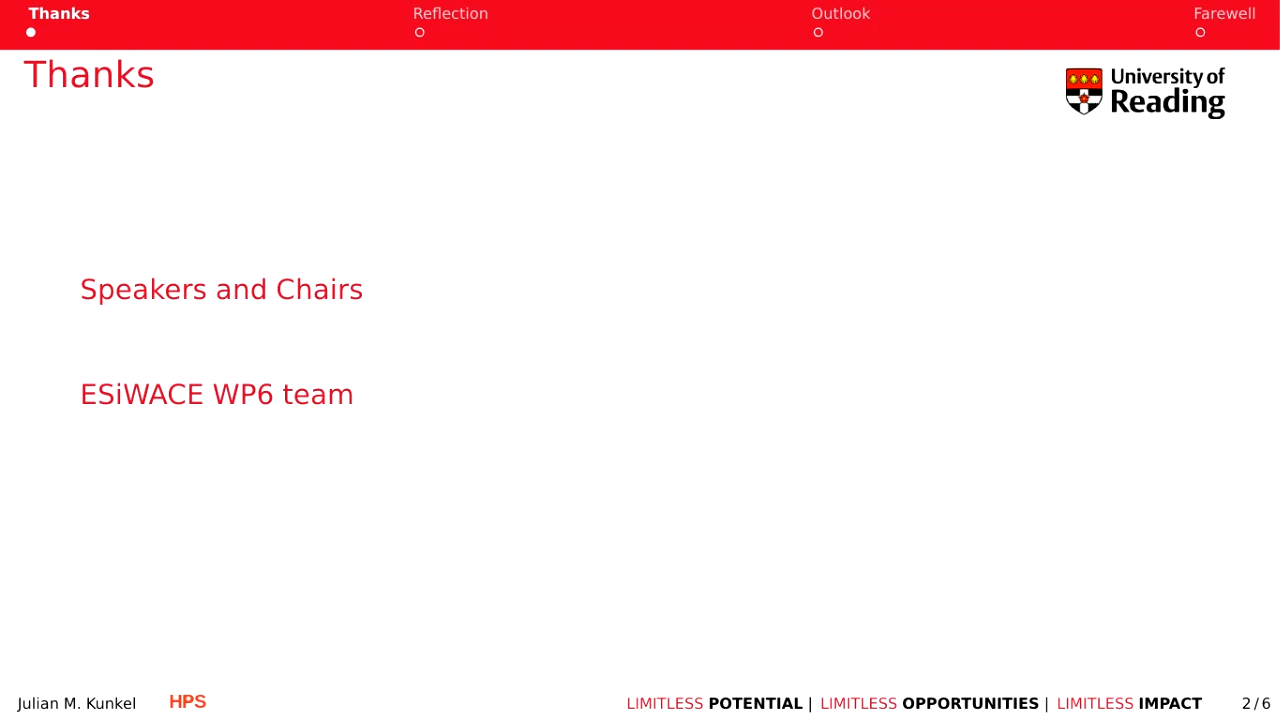 Thanks Reflection Outlook Farewell
Thanks
University of
Reading
Speakers and Chairs
ESiWACE WP6 team
Julian M. Kunkel HPS LIMITLESS POTENTIAL | LIMITLESS OPPORTUNITIES | LIMITLESS IMPACT 2/6